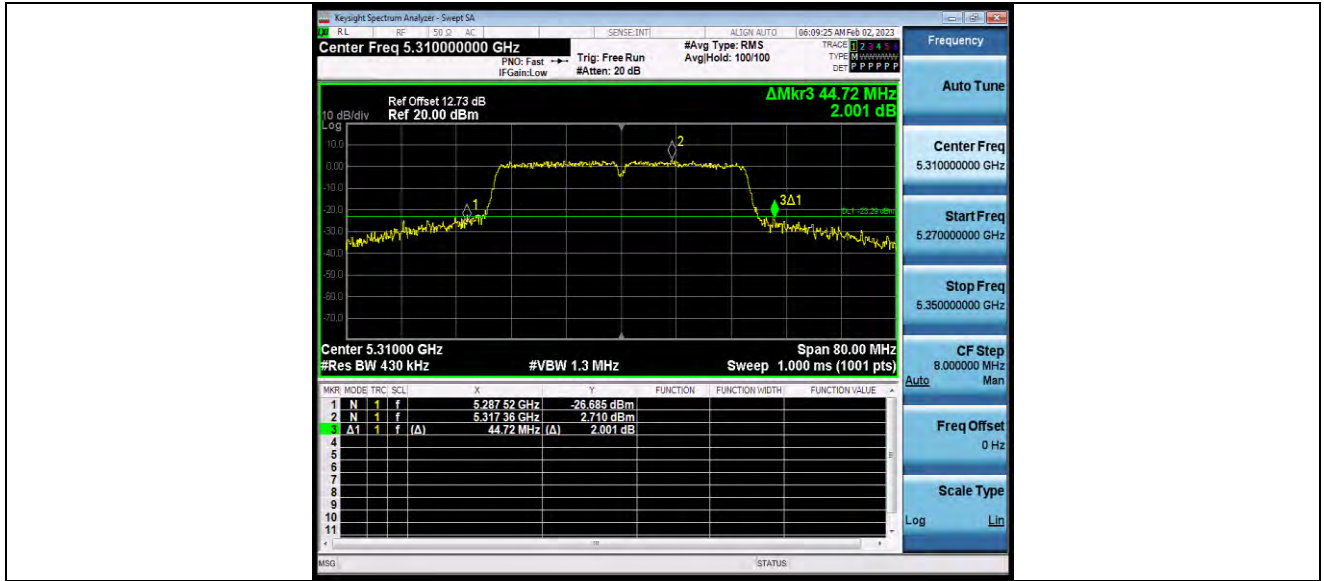 Keysight Spectrum Analyzer - Swept SA
RL RF 50 Ω AC SENSE:INT ALIGN AUTO 06:09:25 AM Feb 02, 2023
Center Freq 5.310000000 GHz
PNO: Fast
IFGain:Low
Trig: Free Run
#Atten: 20 dB
#Avg Type: RMS
Avg|Hold: 100/100
TRACE 1 2 3 4 5 6
TYPE M WWWWW
DET P P P P P P
ΔMkr3 44.72 MHz
2.001 dB
Ref Offset 12.73 dB
10 dB/div Ref 20.00 dBm
Log
10.0
0.00
-10.0
-20.0
-30.0
-40.0
-50.0
-60.0
-70.0
1
2
3Δ1
DL1 -23.29 dBm
Center 5.31000 GHz Span 80.00 MHz
#Res BW 430 kHz #VBW 1.3 MHz Sweep 1.000 ms (1001 pts)
MKR MODE TRC SCL X Y FUNCTION FUNCTION WIDTH FUNCTION VALUE
1 N 1 f 5.287 52 GHz -26.685 dBm
2 N 1 f 5.317 36 GHz 2.710 dBm
3 Δ1 1 f (Δ) 44.72 MHz (Δ) 2.001 dB
4
5
6
7
8
9
10
11
MSG STATUS
Frequency
Auto Tune
Center Freq
5.310000000 GHz
Start Freq
5.270000000 GHz
Stop Freq
5.350000000 GHz
CF Step
8.000000 MHz
Auto Man
Freq Offset
0 Hz
Scale Type
Log Lin